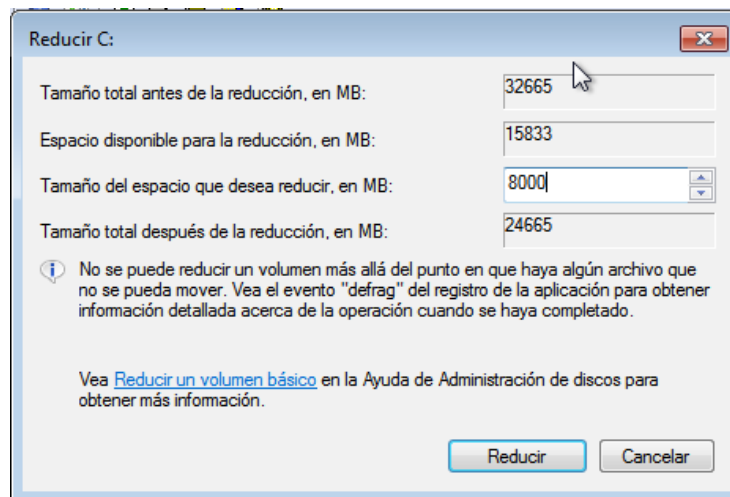 Reducir C:
Tamaño total antes de la reducción, en MB: 32665
Espacio disponible para la reducción, en MB: 15833
Tamaño del espacio que desea reducir, en MB: 8000
Tamaño total después de la reducción, en MB: 24665
No se puede reducir un volumen más allá del punto en que haya algún archivo que
no se pueda mover. Vea el evento "defrag" del registro de la aplicación para obtener
información detallada acerca de la operación cuando se haya completado.
Vea Reducir un volumen básico en la Ayuda de Administración de discos para
obtener más información.
Reducir Cancelar